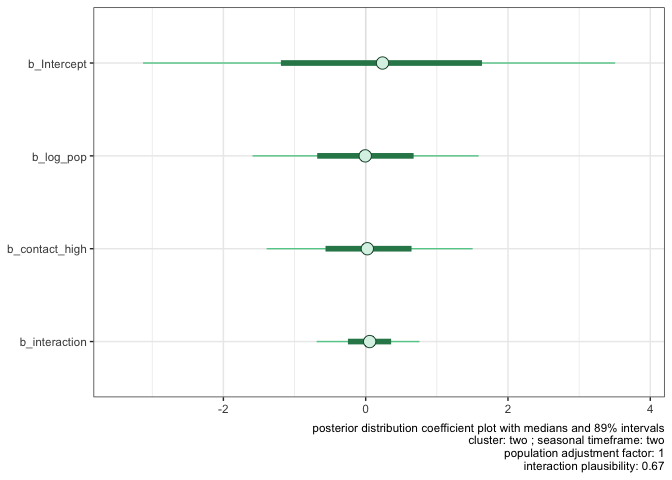 b_Intercept
b_log_pop
b_contact_high
b_interaction
-2 0 2 4
posterior distribution coefficient plot with medians and 89% intervals
cluster: two ; seasonal timeframe: two
population adjustment factor: 1
interaction plausibility: 0.67